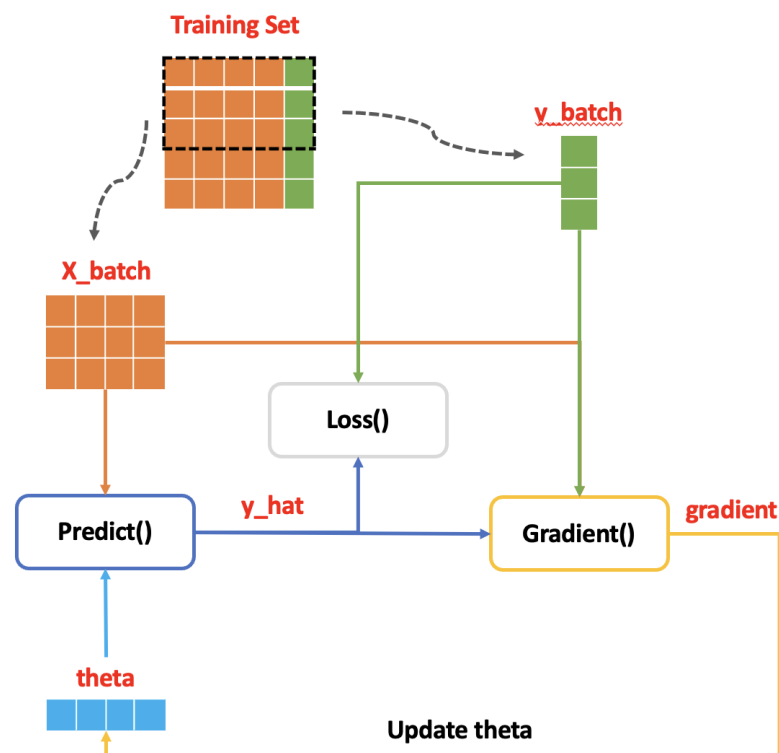 Training Set
y_batch
X_batch
Loss()
y_hat
Predict()
Gradient()
gradient
theta
Update theta